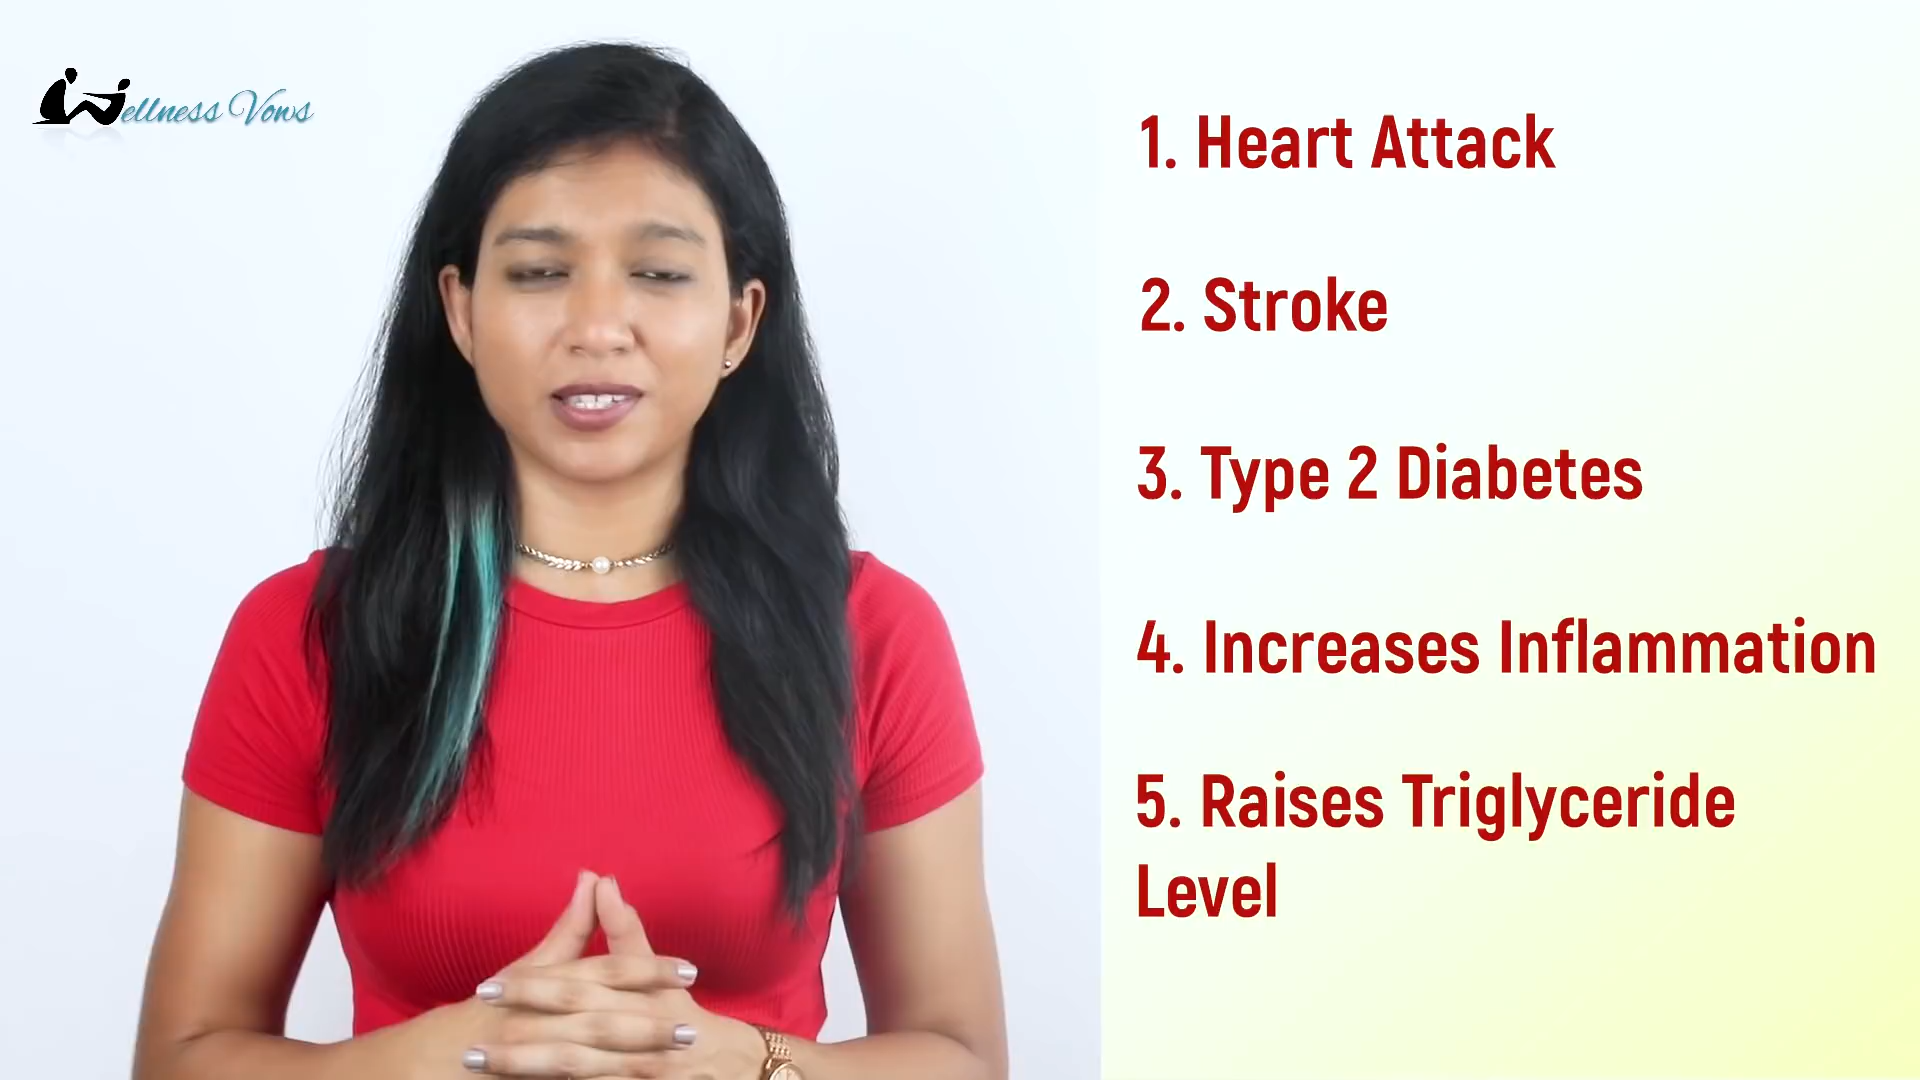 Wellness Vows
1. Heart Attack
2. Stroke
3. Type 2 Diabetes
4. Increases Inflammation
5. Raises Triglyceride
Level